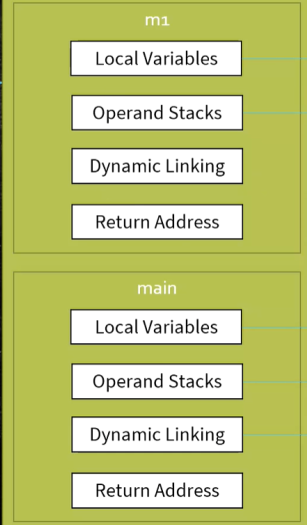 m1
Local Variables
Operand Stacks
Dynamic Linking
Return Address
main
Local Variables
Operand Stacks
Dynamic Linking
Return Address